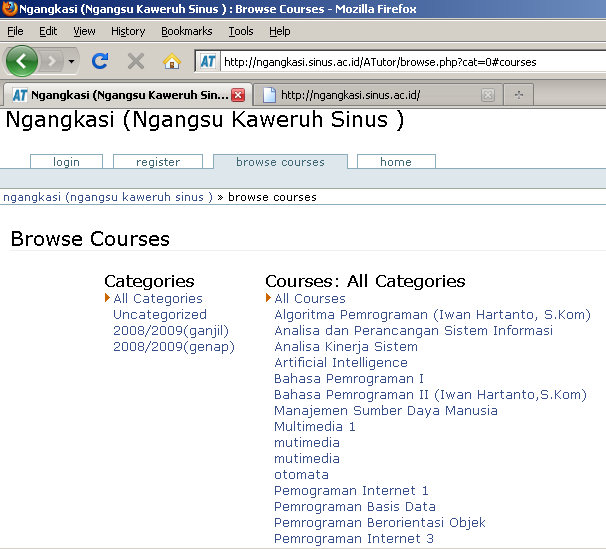 Ngangkasi (Ngangsu Kaweruh Sinus ) : Browse Courses - Mozilla Firefox
File Edit View History Bookmarks Tools Help
AT http://ngangkasi.sinus.ac.id/ATutor/browse.php?cat=0#courses
AT Ngangkasi (Ngangsu Kaweruh Sin... http://ngangkasi.sinus.ac.id/
Ngangkasi (Ngangsu Kaweruh Sinus )
login register browse courses home
ngangkasi (ngangsu kaweruh sinus ) » browse courses
Browse Courses
Categories
All Categories
Uncategorized
2008/2009(ganjil)
2008/2009(genap)
Courses: All Categories
All Courses
Algoritma Pemrograman (Iwan Hartanto, S.Kom)
Analisa dan Perancangan Sistem Informasi
Analisa Kinerja Sistem
Artificial Intelligence
Bahasa Pemrograman I
Bahasa Pemrograman II (Iwan Hartanto,S.Kom)
Manajemen Sumber Daya Manusia
Multimedia 1
mutimedia
mutimedia
otomata
Pemograman Internet 1
Pemrograman Basis Data
Pemrograman Berorientasi Objek
Pemrograman Internet 3